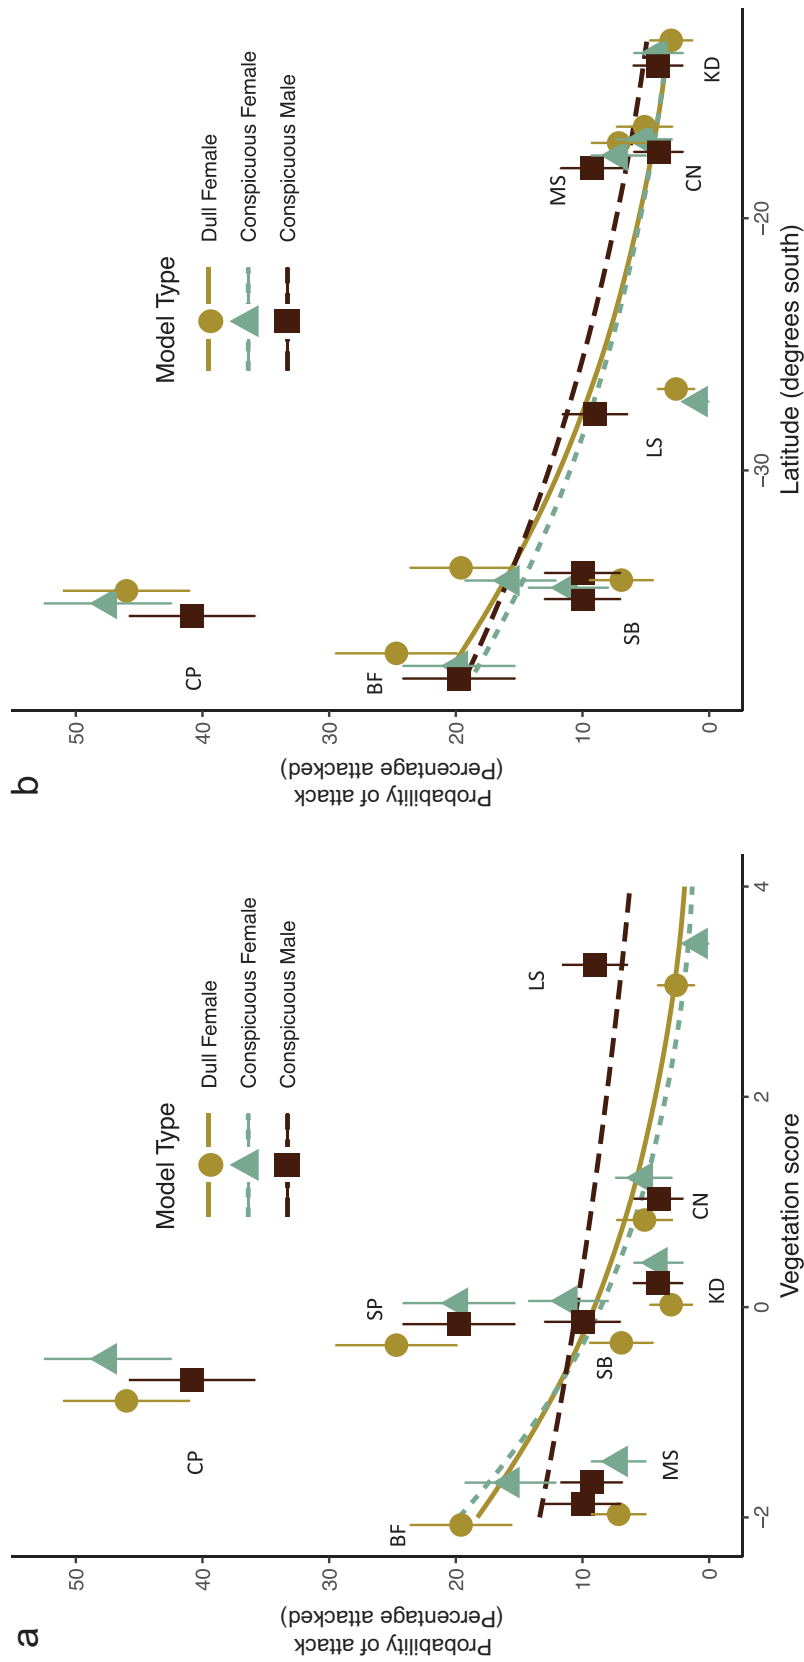 a
Probability of attack
(Percentage attacked)
50
40
30
20
10
0
−2
0
2
4
Vegetation score
Model Type
Dull Female
Conspicuous Female
Conspicuous Male
CP
BF
SP
SB
MS
KD
CN
LS
b
Probability of attack
(Percentage attacked)
50
40
30
20
10
0
−30
−20
Latitude (degrees south)
Model Type
Dull Female
Conspicuous Female
Conspicuous Male
CP
BF
SB
LS
MS
CN
KD